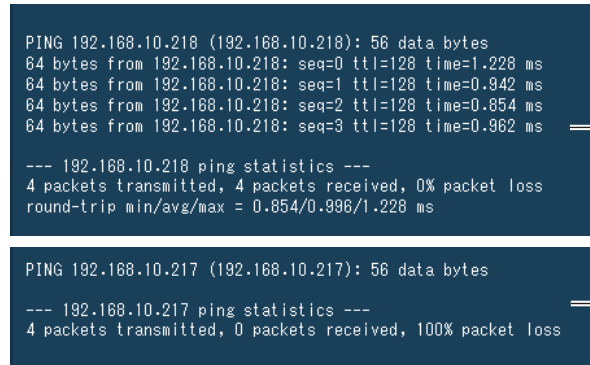 PING 192.168.10.218 (192.168.10.218): 56 data bytes
64 bytes from 192.168.10.218: seq=0 ttl=128 time=1.228 ms
64 bytes from 192.168.10.218: seq=1 ttl=128 time=0.942 ms
64 bytes from 192.168.10.218: seq=2 ttl=128 time=0.854 ms
64 bytes from 192.168.10.218: seq=3 ttl=128 time=0.962 ms
--- 192.168.10.218 ping statistics ---
4 packets transmitted, 4 packets received, 0% packet loss
round-trip min/avg/max = 0.854/0.996/1.228 ms
PING 192.168.10.217 (192.168.10.217): 56 data bytes
--- 192.168.10.217 ping statistics ---
4 packets transmitted, 0 packets received, 100% packet loss